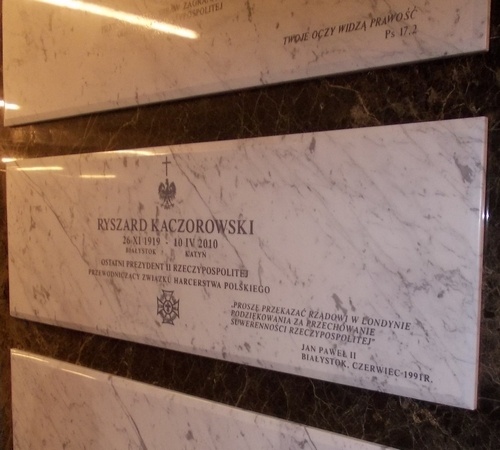 TWOJE OCZY WIDZĄ PRAWOŚĆ
Ps 17.2
RYSZARD KACZOROWSKI
26 XI 1919 - 10 IV 2010
BIAŁYSTOK KATYŃ
OSTATNI PREZYDENT II RZECZYPOSPOLITEJ
PRZEWODNICZĄCY ZWIĄZKU HARCERSTWA POLSKIEGO
„PROSZĘ PRZEKAZAĆ RZĄDOWI W LONDYNIE
PODZIĘKOWANIA ZA PRZECHOWANIE
SUWERENNOŚCI RZECZYPOSPOLITEJ"
JAN PAWEŁ II
BIAŁYSTOK, CZERWIEC 1991R.